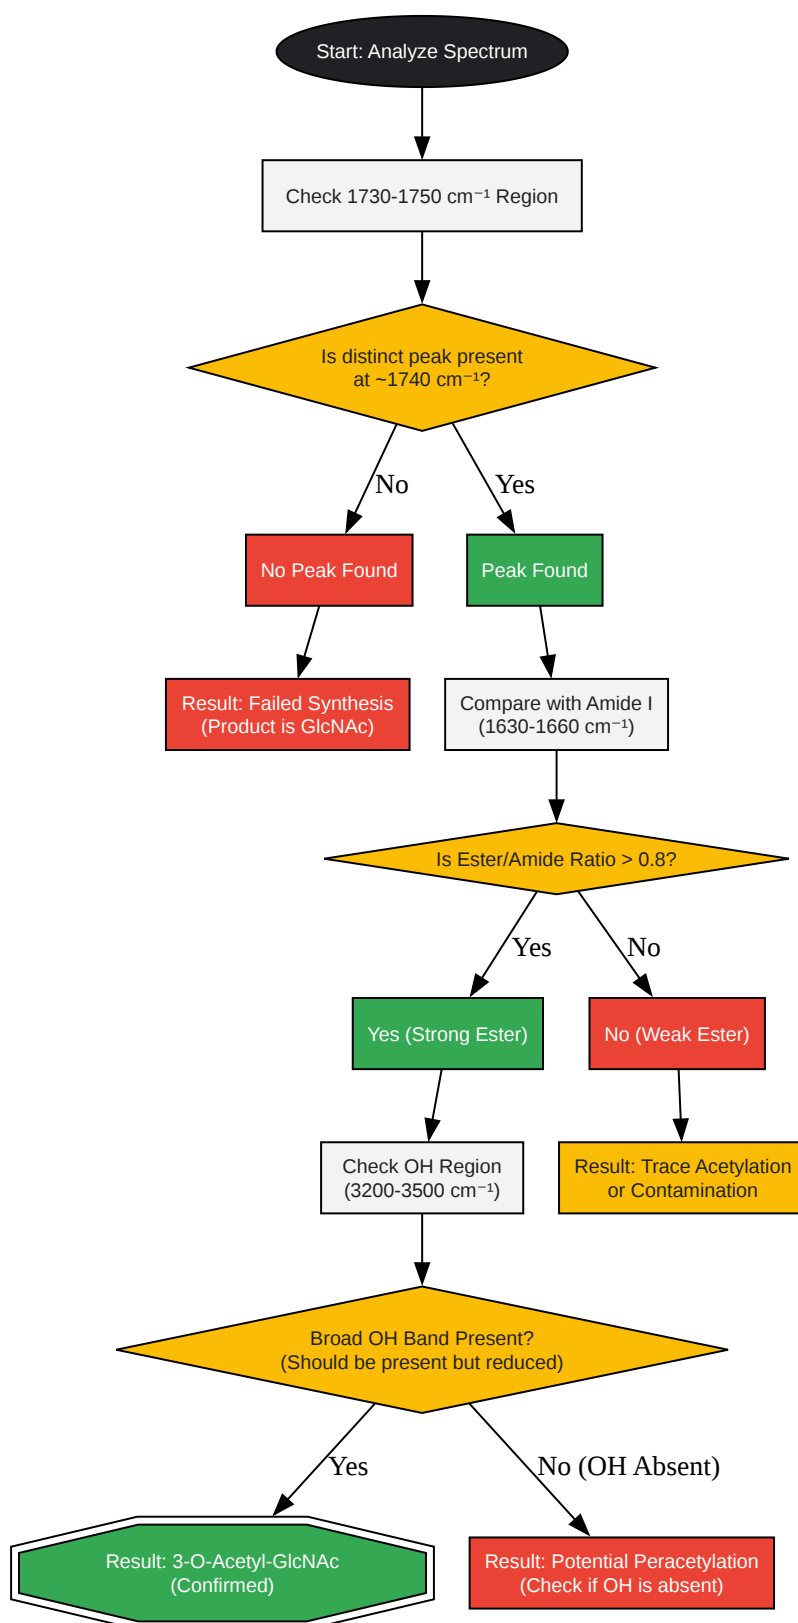 Start: Analyze Spectrum
Check 1730-1750 cm⁻¹ Region
Is distinct peak present
at ~1740 cm⁻¹?
No
Yes
No Peak Found
Peak Found
Result: Failed Synthesis
(Product is GlcNAc)
Compare with Amide I
(1630-1660 cm⁻¹)
Is Ester/Amide Ratio > 0.8?
Yes
No
Yes (Strong Ester)
No (Weak Ester)
Check OH Region
(3200-3500 cm⁻¹)
Result: Trace Acetylation
or Contamination
Broad OH Band Present?
(Should be present but reduced)
Yes
No (OH Absent)
Result: 3-O-Acetyl-GlcNAc
(Confirmed)
Result: Potential Peracetylation
(Check if OH is absent)